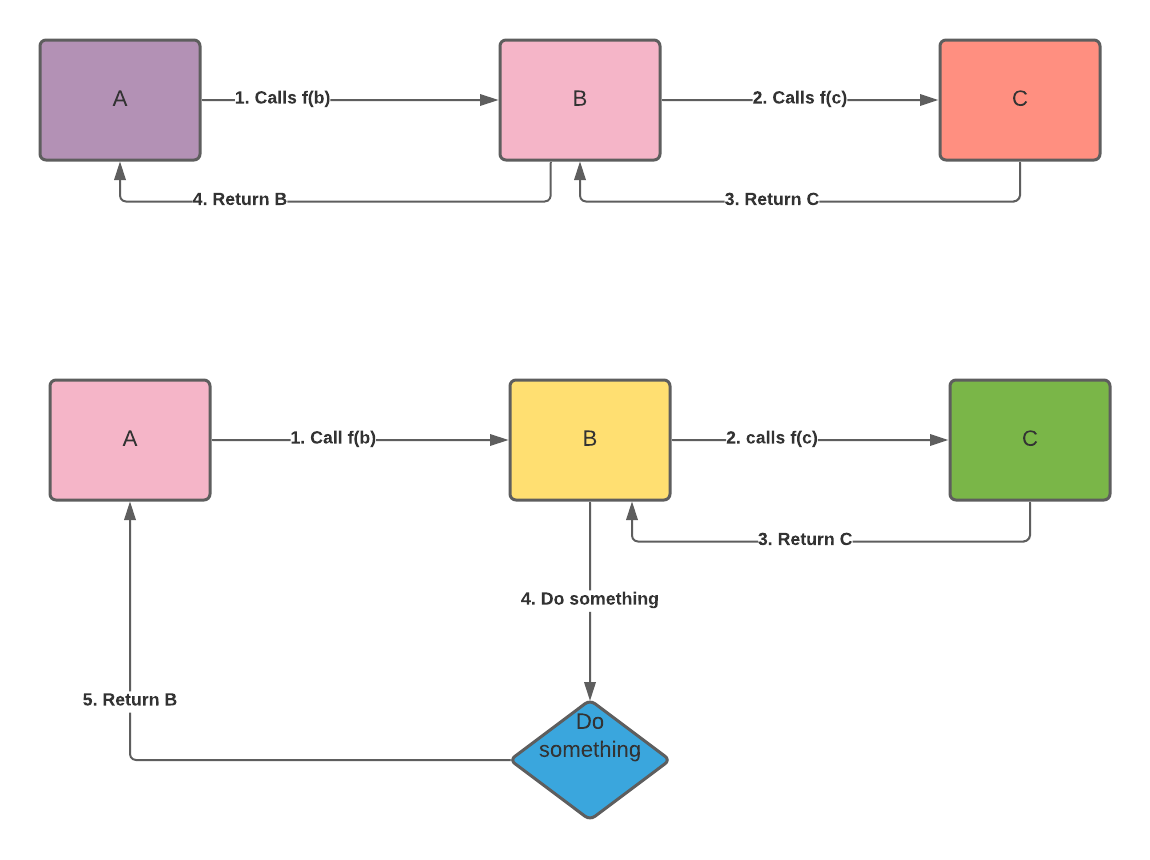 A
1. Calls f(b)
B
2. Calls f(c)
C
4. Return B
3. Return C
A
1. Call f(b)
B
2. calls f(c)
C
3. Return C
4. Do something
5. Return B
Do
something